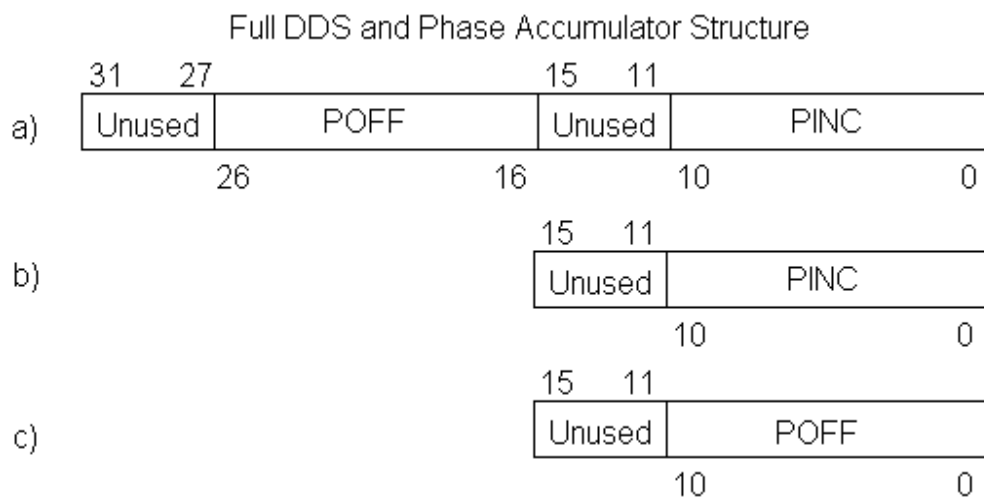 Full DDS and Phase Accumulator Structure
31 27 15 11
a) Unused POFF Unused PINC
26 16 10 0
15 11
b) Unused PINC
10 0
15 11
c) Unused POFF
10 0